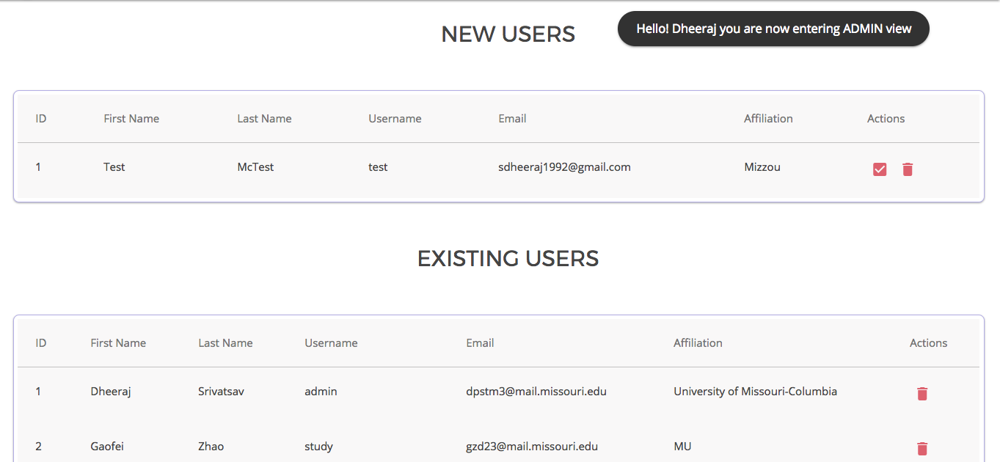 NEW USERS
Hello! Dheeraj you are now entering ADMIN view
ID First Name Last Name Username Email Affiliation Actions
1 Test McTest test sdheeraj1992@gmail.com Mizzou
EXISTING USERS
ID First Name Last Name Username Email Affiliation Actions
1 Dheeraj Srivatsav admin dpstm3@mail.missouri.edu University of Missouri-Columbia
2 Gaofei Zhao study gzd23@mail.missouri.edu MU